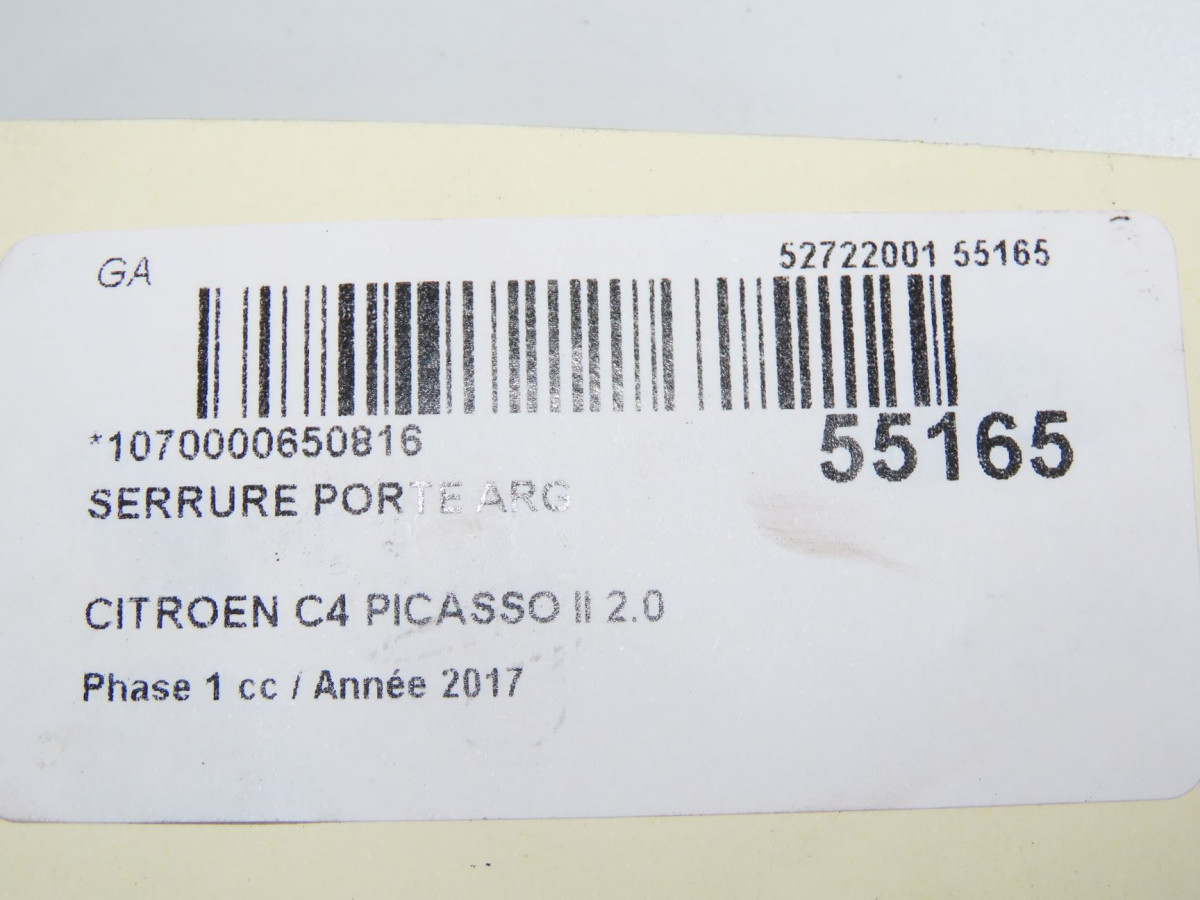 GA
52722001 55165
*1070000650816
55165
SERRURE PORTE ARG
CITROEN C4 PICASSO II 2.0
Phase 1 cc / Année 2017